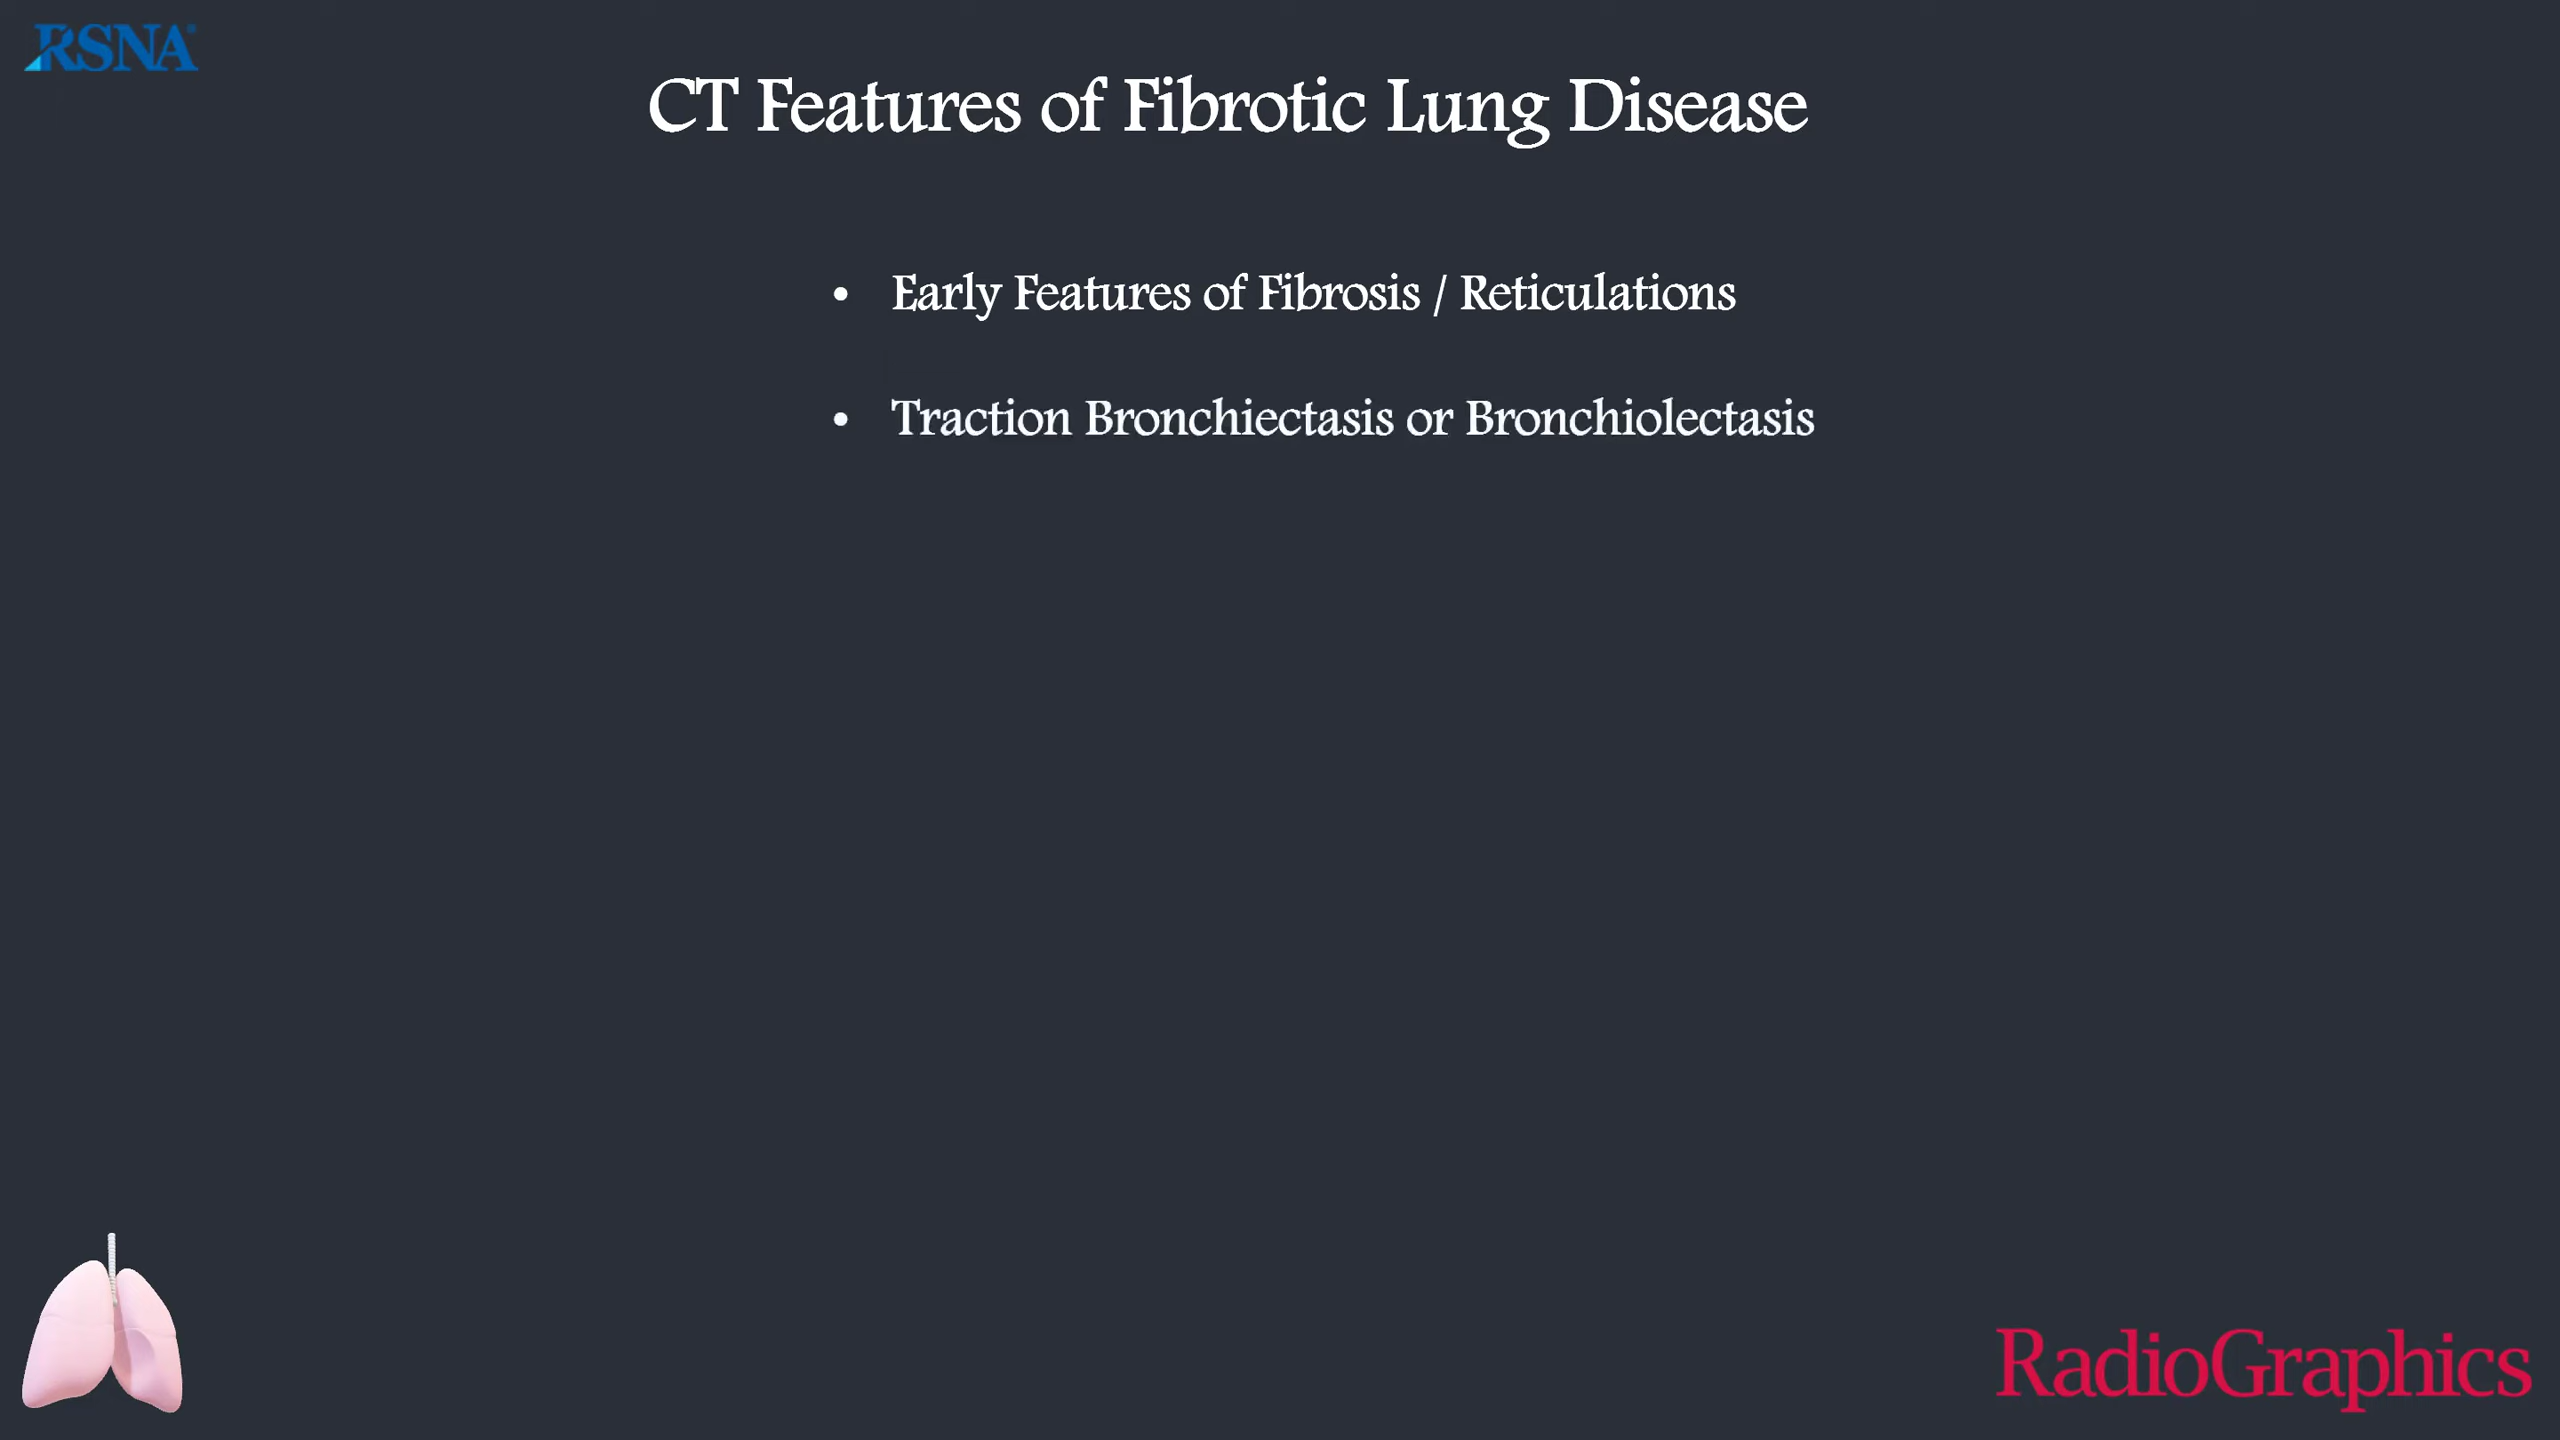 RSNA®
CT Features of Fibrotic Lung Disease
• Early Features of Fibrosis / Reticulations
• Traction Bronchiectasis or Bronchiolectasis
RadioGraphics